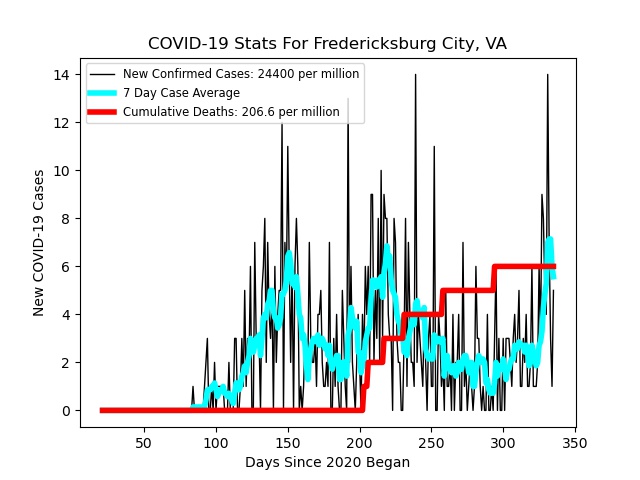 COVID-19 Stats For Fredericksburg City, VA
New Confirmed Cases: 24400 per million
7 Day Case Average
Cumulative Deaths: 206.6 per million
New COVID-19 Cases
14
12
10
8
6
4
2
0
50 100 150 200 250 300 350
Days Since 2020 Began